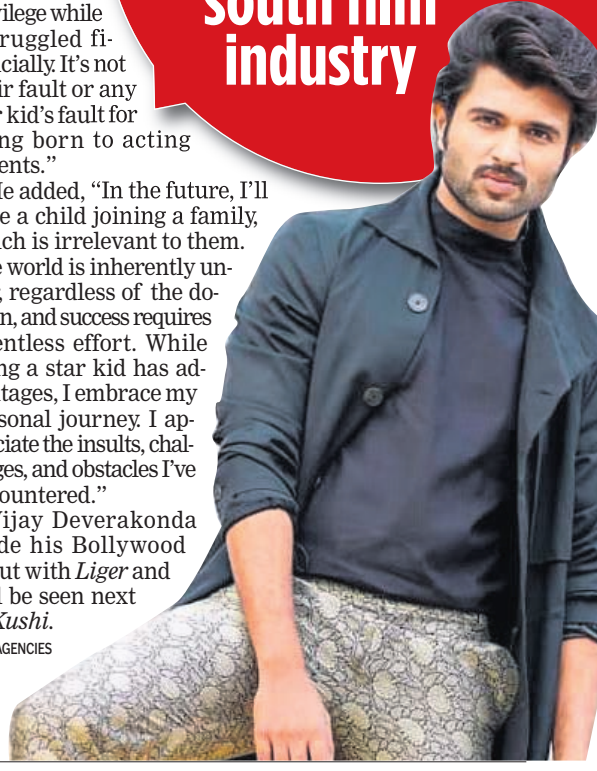 south film
industry
vilege while
ruggled fi-
cially. It's not
ir fault or any
kid's fault for
ng born to acting
ents."
He added, "In the future, I'll
e a child joining a family,
ich is irrelevant to them.
e world is inherently un-
, regardless of the do-
n, and success requires
entless effort. While
ng a star kid has ad-
tages, I embrace my
sonal journey. I ap-
ciate the insults, chal-
ges, and obstacles I've
ountered."
Vijay Deverakonda
de his Bollywood
ut with Liger and
l be seen next
Kushi.
AGENCIES